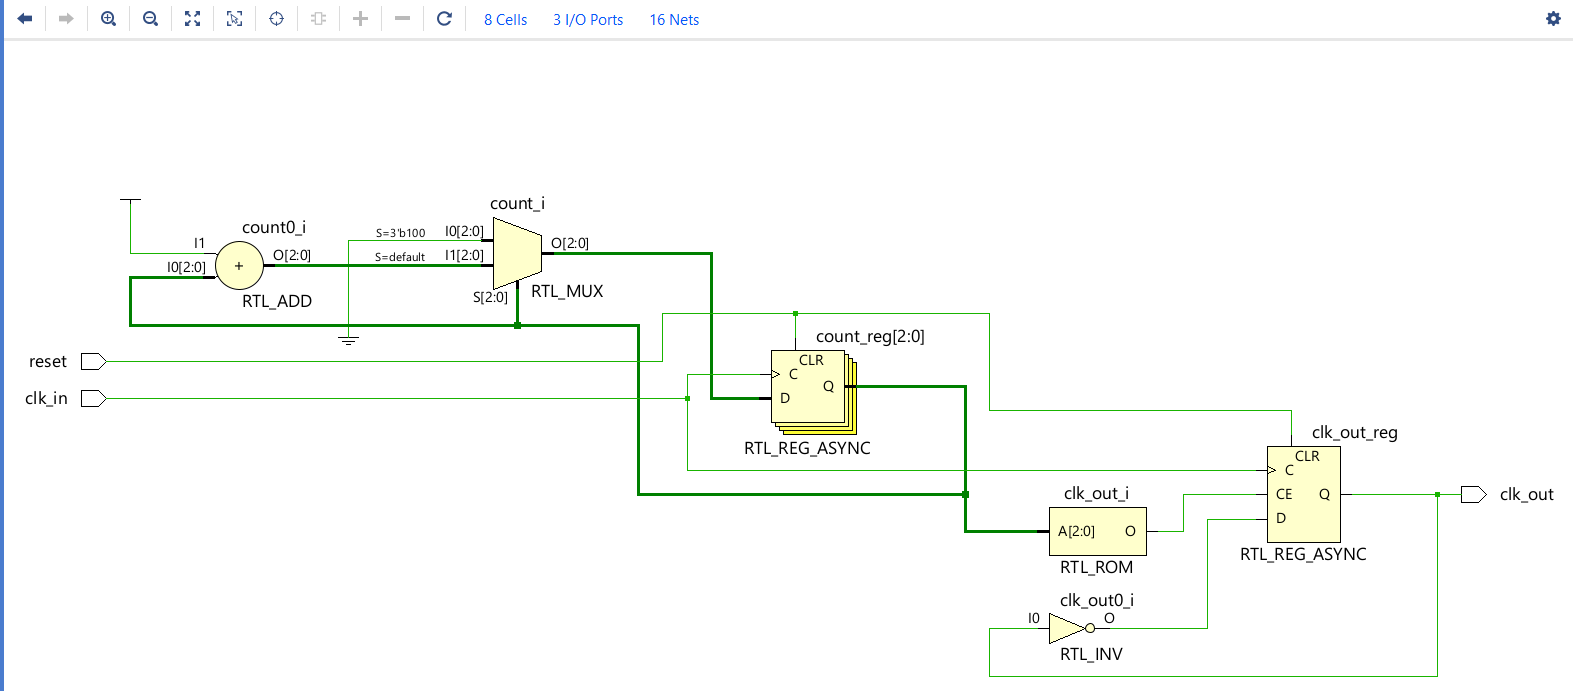 8 Cells 3 I/O Ports 16 Nets
count_i
count0_i
S=3'b100 I0[2:0]
I1 O[2:0] O[2:0]
I0[2:0] S=default I1[2:0]
+
S[2:0] RTL_MUX
RTL_ADD
count_reg[2:0]
reset CLR
C
Q
clk_in D
clk_out_reg
RTL_REG_ASYNC CLR
C
clk_out_i CE Q clk_out
D
A[2:0] O
RTL_REG_ASYNC
RTL_ROM
clk_out0_i
I0 O
RTL_INV